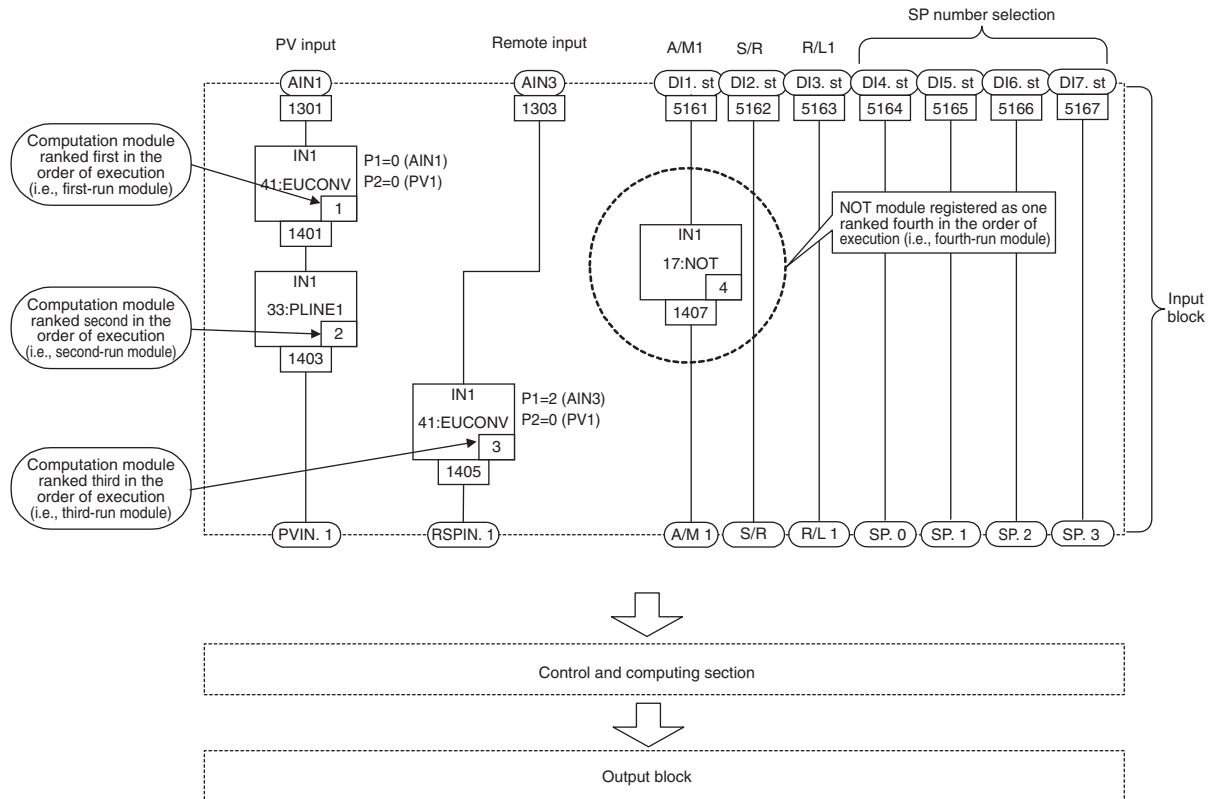 SP number selection
PV input
Remote input
A/M1
S/R
R/L1
AIN1
AIN3
DI1. st
DI2. st
DI3. st
DI4. st
DI5. st
DI6. st
DI7. st
1301
1303
5161
5162
5163
5164
5165
5166
5167
Computation module
ranked first in the
order of execution
(i.e., first-run module)
IN1
41:EUCONV
1
1401
P1=0 (AIN1)
P2=0 (PV1)
NOT module registered as one
ranked fourth in the order of
execution (i.e., fourth-run module)
IN1
17:NOT
4
1407
Computation module
ranked second in the
order of execution
(i.e., second-run module)
IN1
33:PLINE1
2
1403
Input
block
IN1
41:EUCONV
3
1405
P1=2 (AIN3)
P2=0 (PV1)
Computation module
ranked third in the
order of execution
(i.e., third-run module)
PVIN. 1
RSPIN. 1
A/M 1
S/R
R/L 1
SP. 0
SP. 1
SP. 2
SP. 3
Control and computing section
Output block